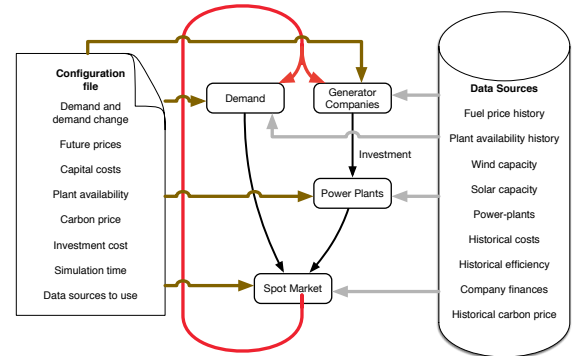 Configuration
file
Demand and
demand change
Future prices
Capital costs
Plant availability
Carbon price
Investment cost
Simulation time
Data sources to use
Demand
Generator
Companies
Investment
Power Plants
Spot Market
Data Sources
Fuel price history
Plant availability history
Wind capacity
Solar capacity
Power-plants
Historical costs
Historical efficiency
Company finances
Historical carbon price